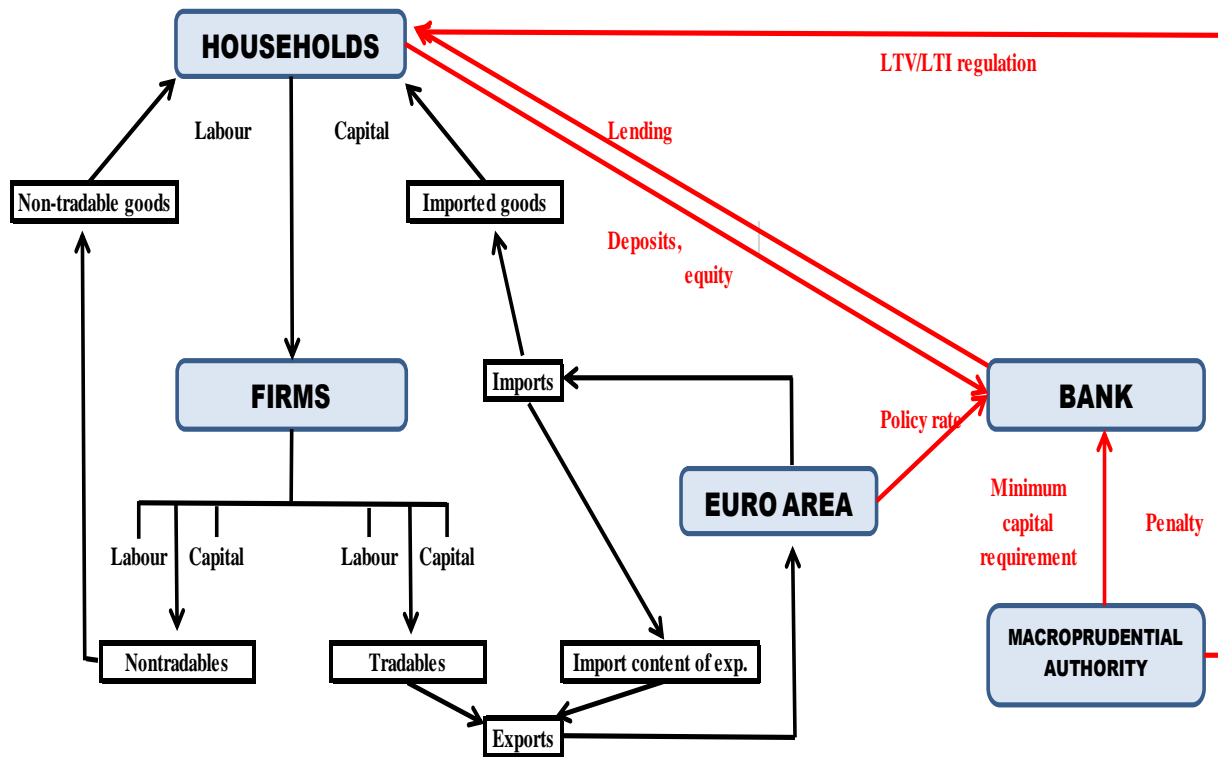 HOUSEHOLDS
LTV/LTI regulation
Labour
Capital
Lending
Non-tradable goods
Imported goods
Deposits,
equity
FIRMS
Imports
BANK
Policy rate
EURO AREA
Minimum
capital
requirement
Penalty
Labour
Capital
Labour
Capital
MACROPRUDENTIAL
AUTHORITY
Nontradables
Tradables
Import content of exp.
Exports